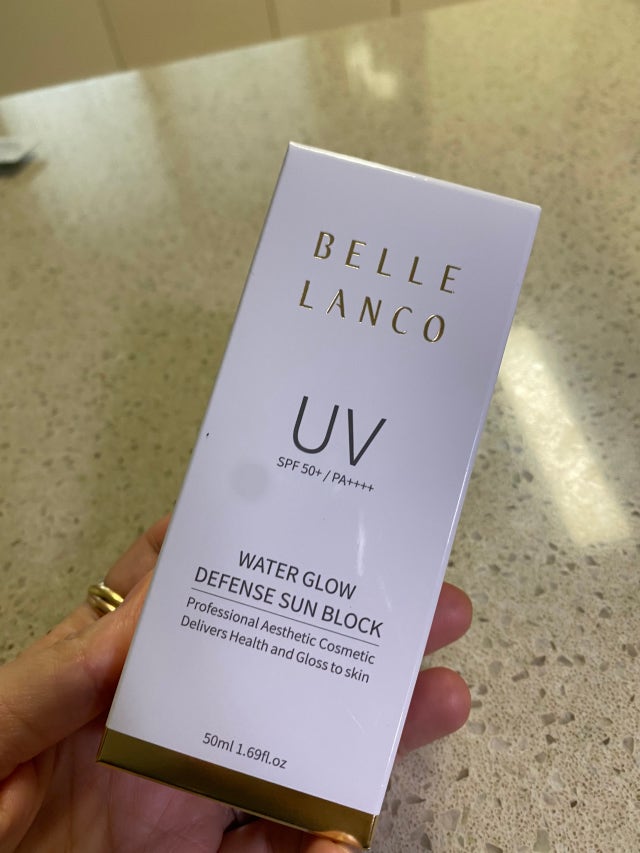 BELLE
LANCO
UV
SPF 50+ / PA++++
WATER GLOW
DEFENSE SUN BLOCK
Professional Aesthetic Cosmetic
Delivers Health and Gloss to skin
50ml 1.69fl.oz